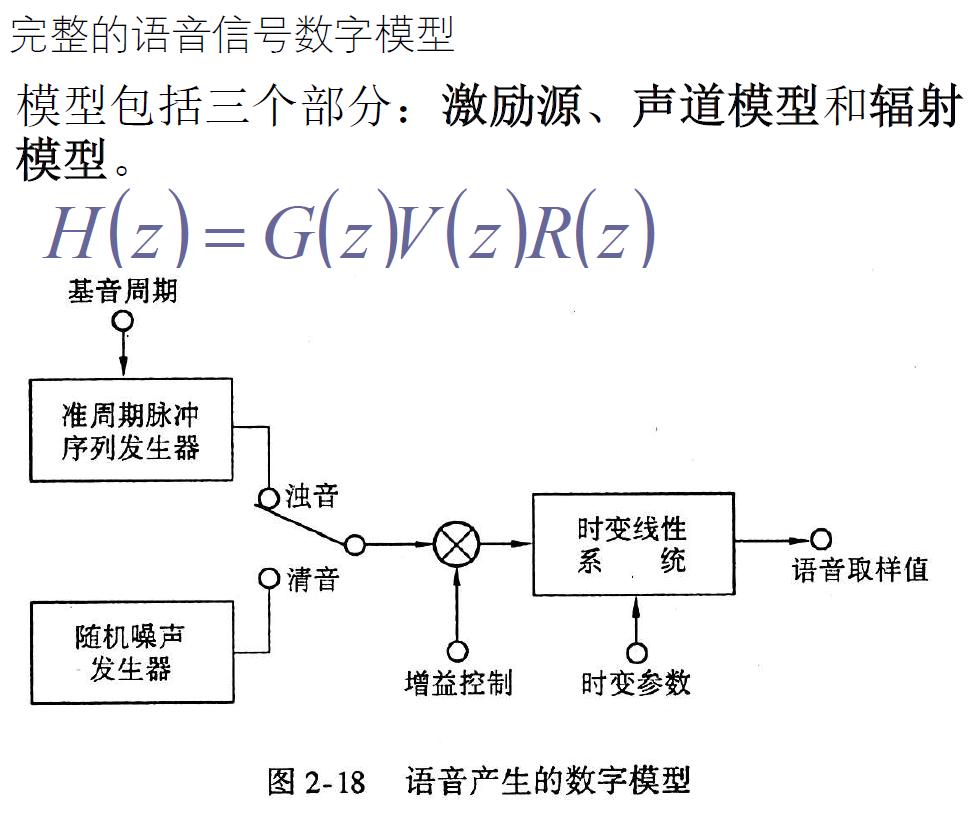 完整的语音信号数字模型
模型包括三个部分：激励源、声道模型和辐射
模型。
H(z)=G(z)V(z)R(z)
基音周期
准周期脉冲
序列发生器
浊音
清音
随机噪声
发生器
增益控制
时变线性
系 统
时变参数
语音取样值
图2-18 语音产生的数字模型